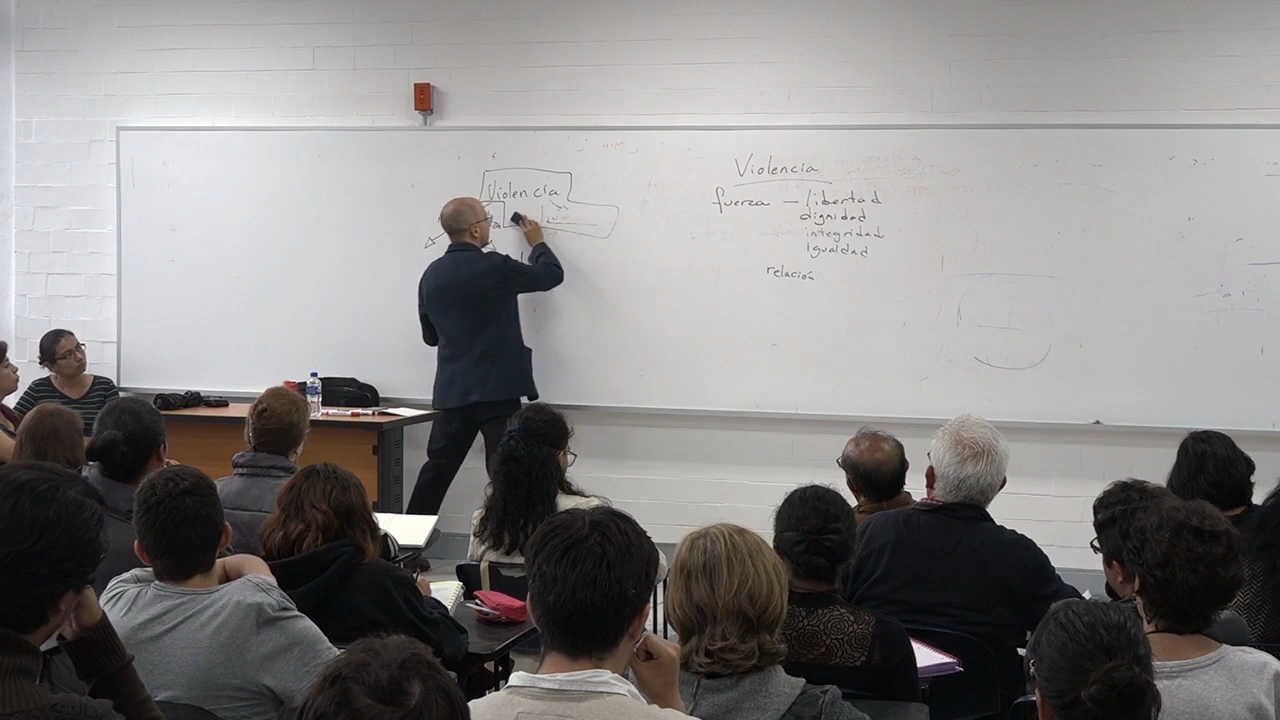 Violencia
Violencia
fuerza — libertad
dignidad
integridad
igualdad
relación